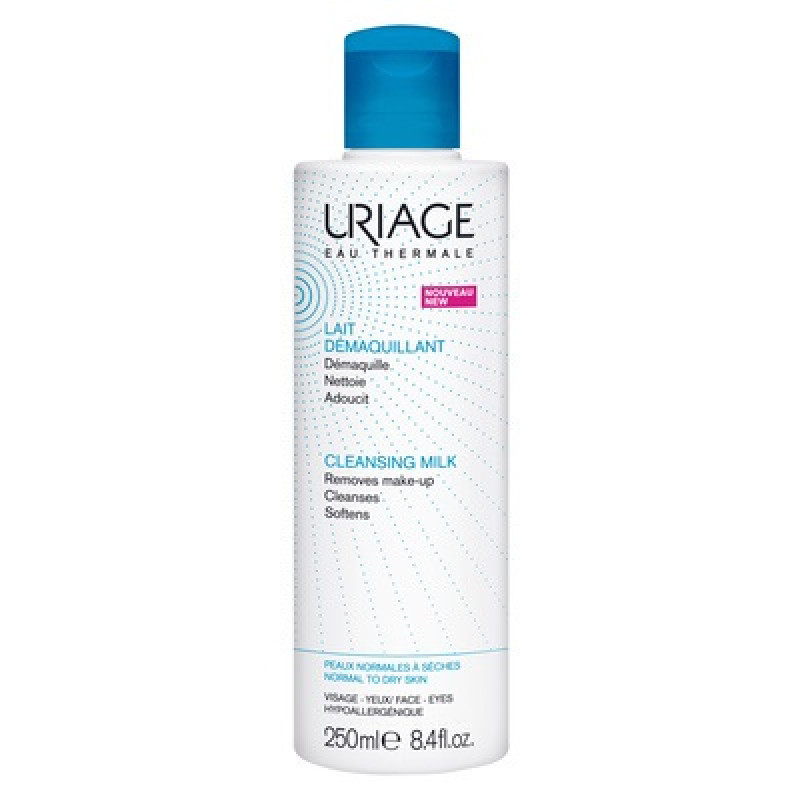 URIAGE
EAU THERMALE
NOUVEAU
NEW
LAIT
DÉMAQUILLANT
Démaquille
Nettoie
Adoucit
CLEANSING MILK
Removes make-up
Cleanses
Softens
PEAUX NORMALES À SÈCHES
NORMAL TO DRY SKIN
VISAGE - YEUX/ FACE - EYES
HYPOALLERGÉNIQUE
250ml℮ 8.4fl.oz.